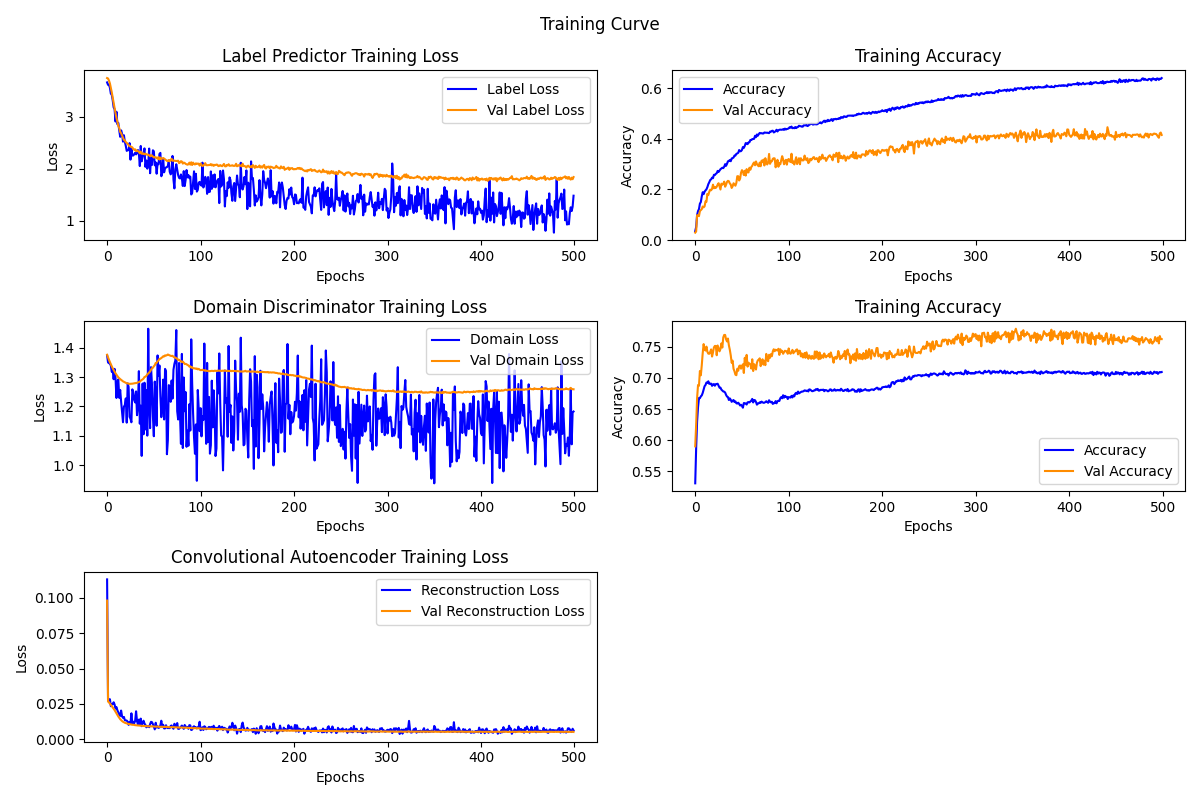 Training Curve
Label Predictor Training Loss
Loss
3
2
1
Label Loss
Val Label Loss
0 100 200 300 400 500
Epochs
Training Accuracy
Accuracy
0.6
0.4
0.2
0.0
Accuracy
Val Accuracy
0 100 200 300 400 500
Epochs
Domain Discriminator Training Loss
Loss
1.4
1.3
1.2
1.1
1.0
Domain Loss
Val Domain Loss
0 100 200 300 400 500
Epochs
Training Accuracy
Accuracy
0.75
0.70
0.65
0.60
0.55
Accuracy
Val Accuracy
0 100 200 300 400 500
Epochs
Convolutional Autoencoder Training Loss
Loss
0.100
0.075
0.050
0.025
0.000
Reconstruction Loss
Val Reconstruction Loss
0 100 200 300 400 500
Epochs